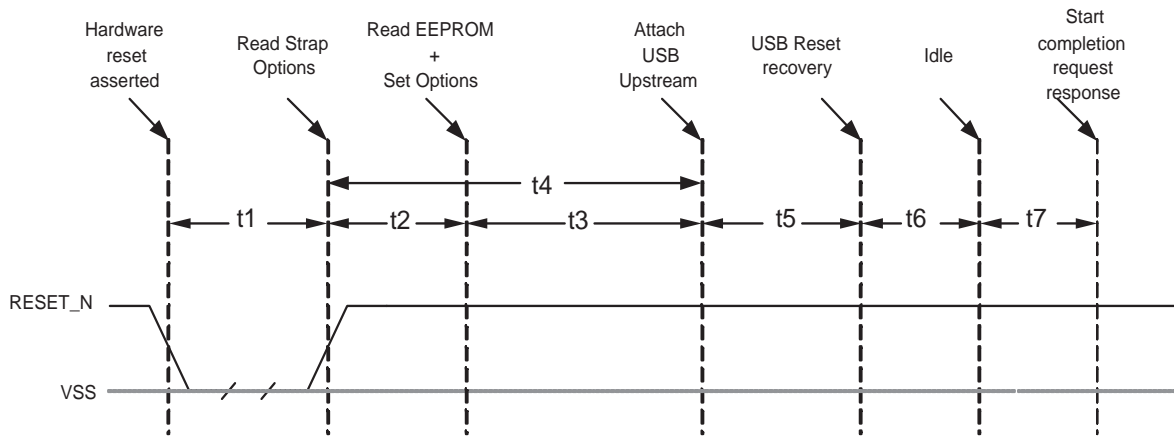 Hardware
reset
asserted
Read Strap
Options
Read EEPROM
+
Set Options
Attach
USB
Upstream
USB Reset
recovery
Idle
Start
completion
request
response
t4
t1
t2
t3
t5
t6
t7
RESET_N
VSS